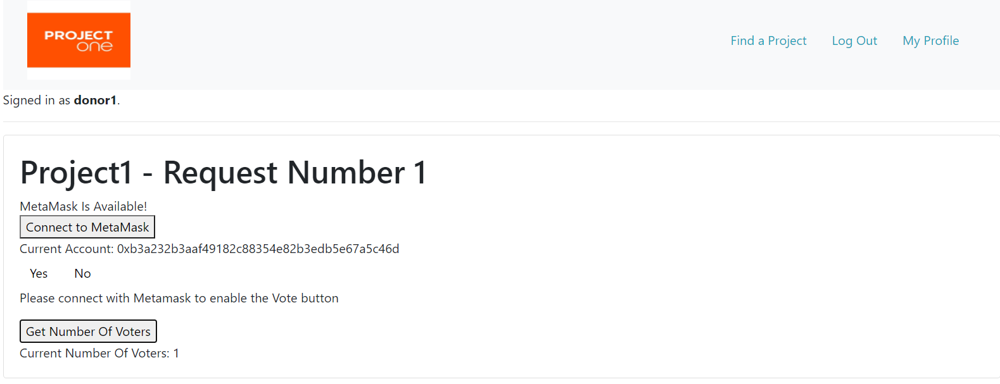 PROJECT
one
Find a Project Log Out My Profile
Signed in as donor1.
Project1 - Request Number 1
MetaMask Is Available!
Connect to MetaMask
Current Account: 0xb3a232b3aaf49182c88354e82b3edb5e67a5c46d
Yes No
Please connect with Metamask to enable the Vote button
Get Number Of Voters
Current Number Of Voters: 1